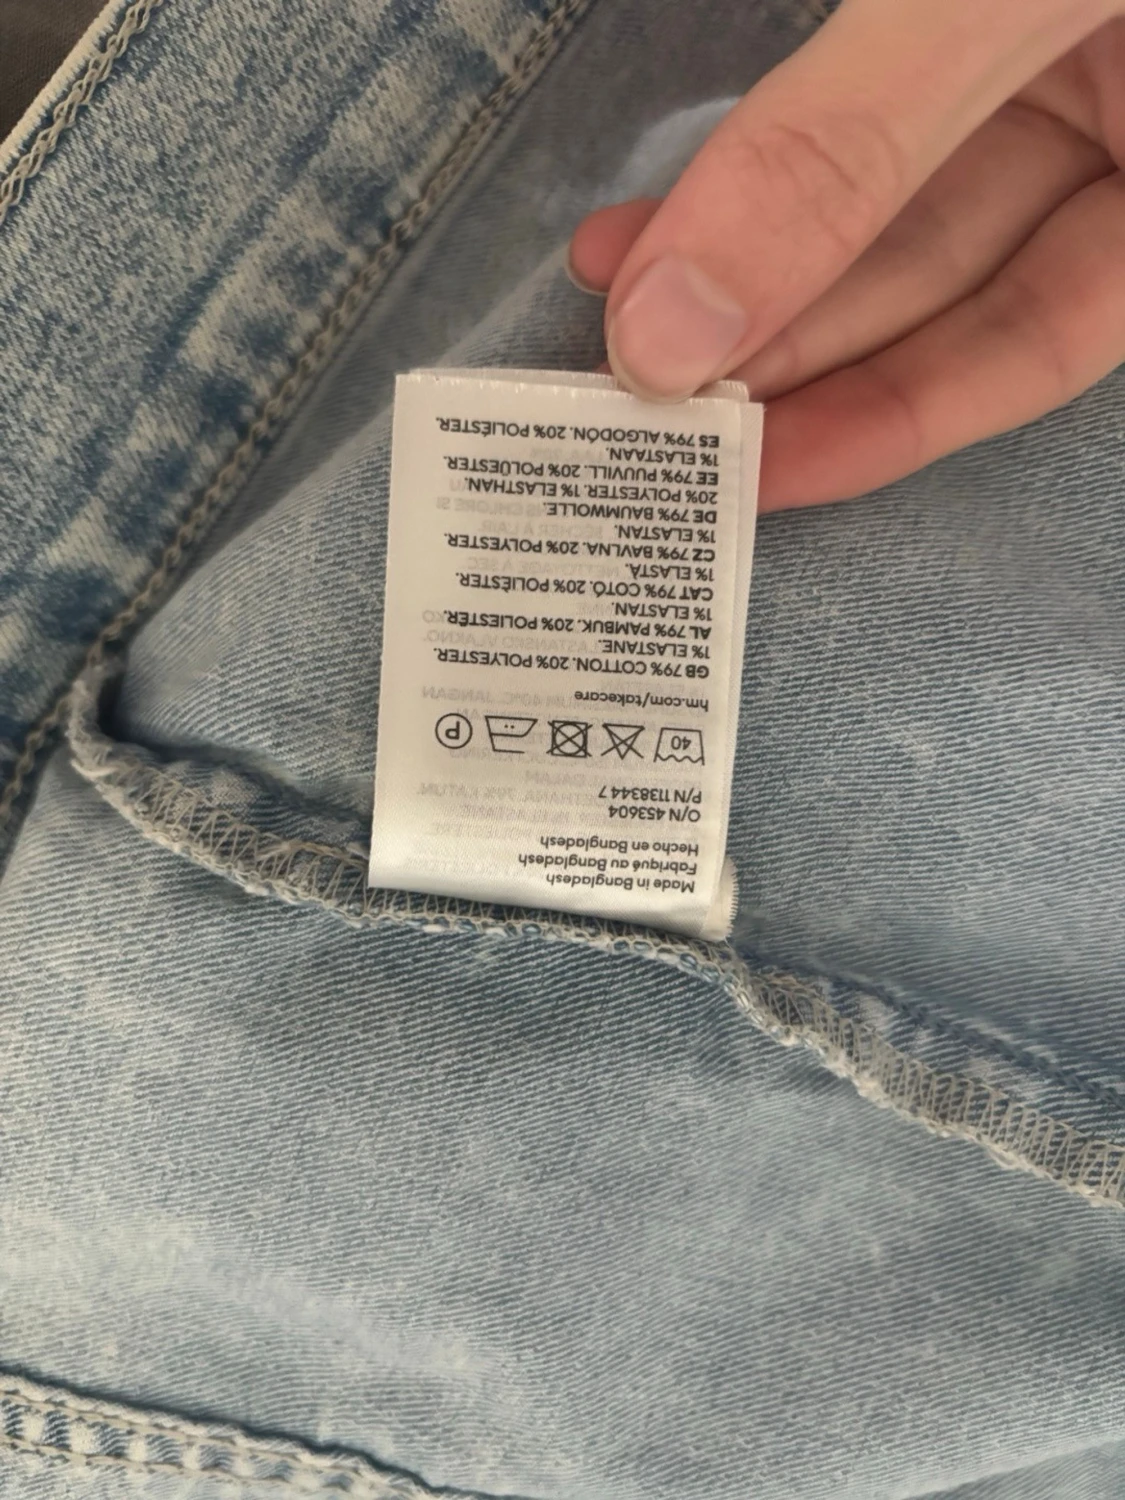 Made in Bangladesh
Fabriqué au Bangladesh
Hecho en Bangladesh
O/N 453604
P/N 1138344 7
40
P
hm.com/takecare
GB 79% COTTON. 20% POLYESTER.
1% ELASTANE.
AL 79% PAMBUK. 20% POLIESTER.
1% ELASTAN.
CAT 79% COTÓ. 20% POLIÈSTER.
1% ELASTÀ.
CZ 79% BAVLNA. 20% POLYESTER.
1% ELASTAN.
DE 79% BAUMWOLLE.
20% POLYESTER. 1% ELASTHAN.
EE 79% PUUVILL. 20% POLÜESTER.
1% ELASTAAN.
ES 79% ALGODÓN. 20% POLIÉSTER.